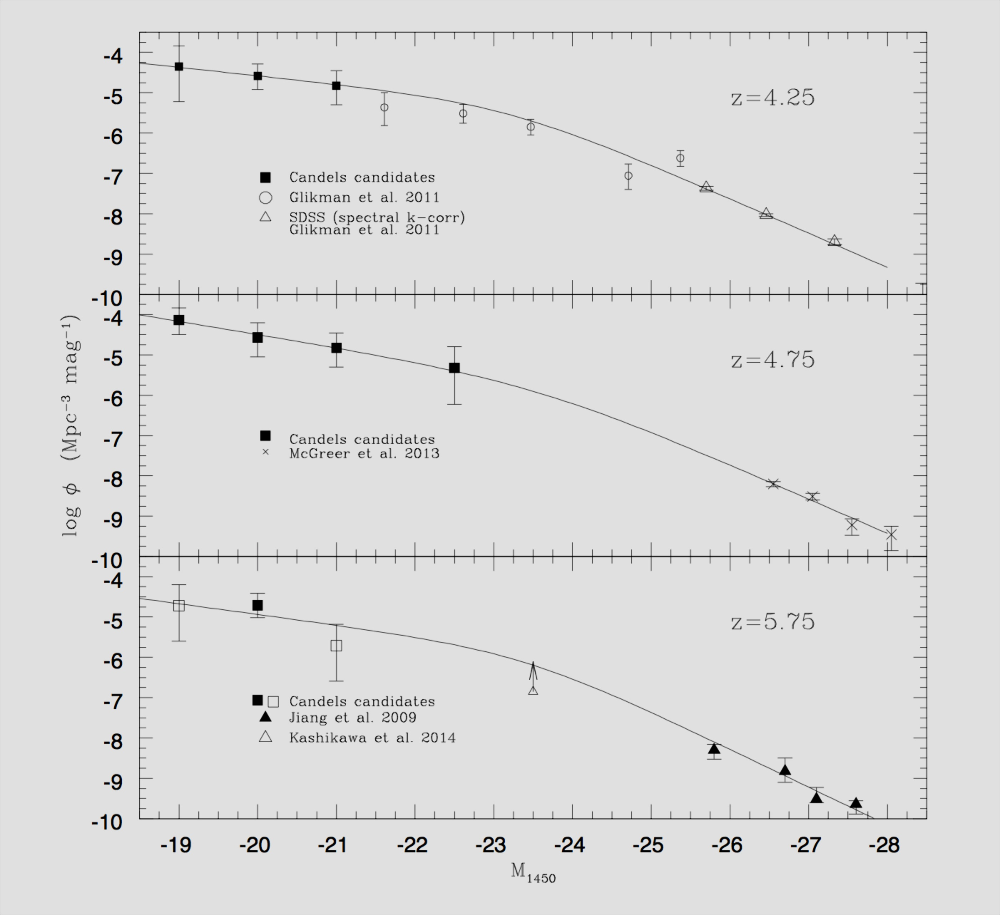 -4
-5
z=4.25
-6
-7
Candels candidates
Glikman et al. 2011
-8
SDSS (spectral k-corr)
Glikman et al. 2011
-9
-10
-4
-5
z=4.75
-6
-7
Candels candidates
McGreer et al. 2013
-8
-9
-10
log ϕ (Mpc⁻³ mag⁻¹)
-4
-5
z=5.75
-6
-7
Candels candidates
Jiang et al. 2009
-8
Kashikawa et al. 2014
-9
-10
-19 -20 -21 -22 -23 -24 -25 -26 -27 -28
M₁₄₅₀